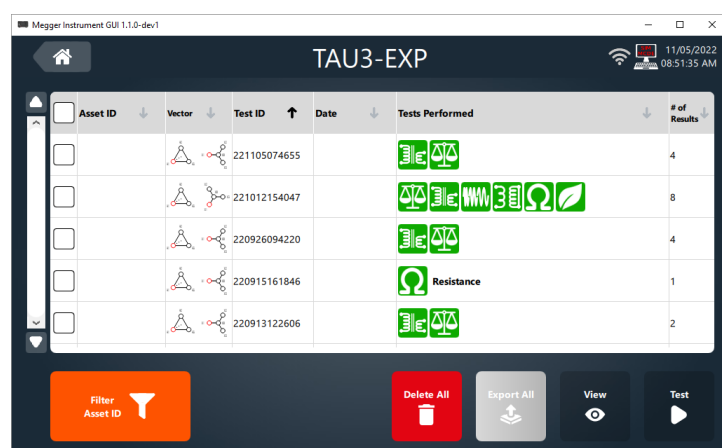 Megger Instrument GUI 1.1.0-dev1
TAU3-EXP
11/05/2022
08:51:35 AM
Asset ID Vector Test ID Date Tests Performed # of
Results
221105074655 4
221012154047 8
220926094220 4
220915161846 Resistance 1
220913122606 2
Filter
Asset ID
Delete All
Export All
View
Test